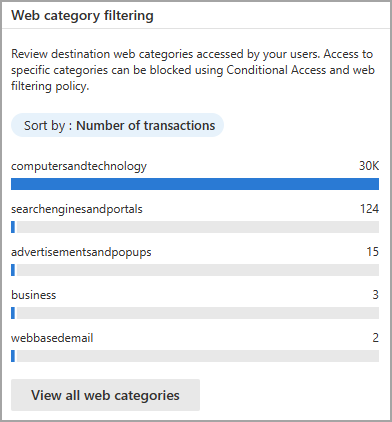 Web category filtering
Review destination web categories accessed by your users. Access to
specific categories can be blocked using Conditional Access and web
filtering policy.
Sort by : Number of transactions
computersandtechnology 30K
searchenginesandportals 124
advertisementsandpopups 15
business 3
webbasedemail 2
View all web categories